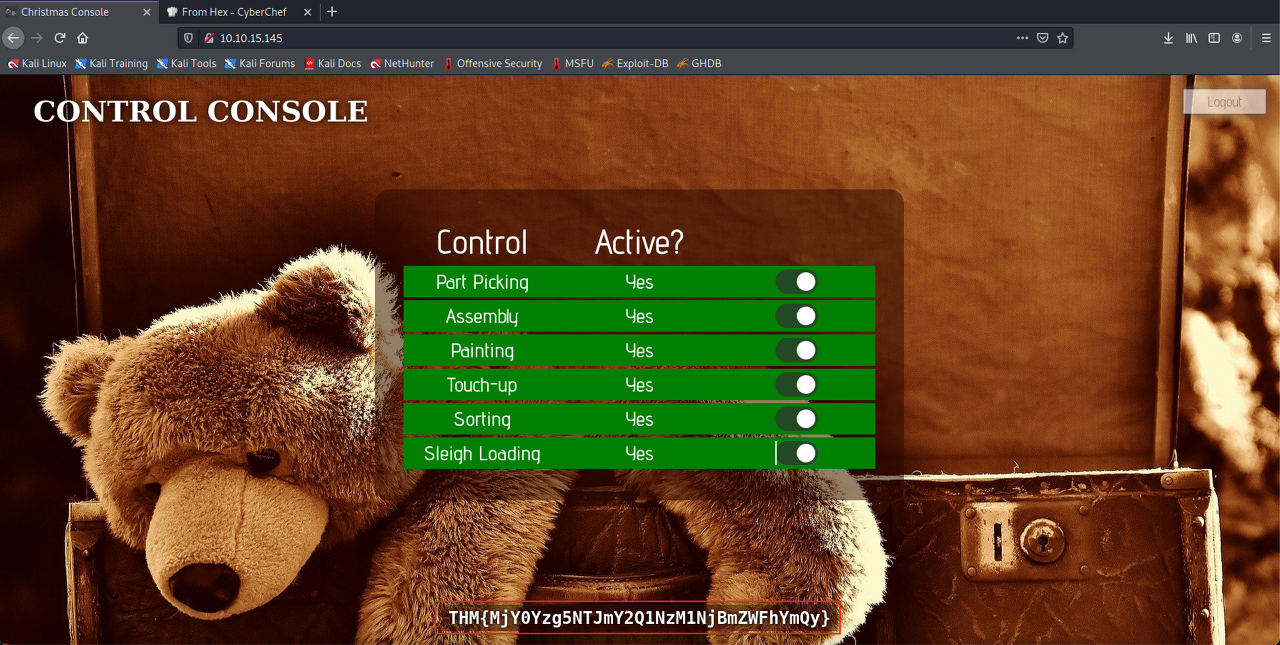 Christmas Console
From Hex - CyberChef
10.10.15.145
Kali Linux Kali Training Kali Tools Kali Forums Kali Docs NetHunter Offensive Security MSFU Exploit-DB GHDB
CONTROL CONSOLE
Logout
Control Active?
Part Picking Yes
Assembly Yes
Painting Yes
Touch-up Yes
Sorting Yes
Sleigh Loading Yes
THM{MjY0Yzg5NTJmY2Q1NzM1NjBmZWFhYmQy}